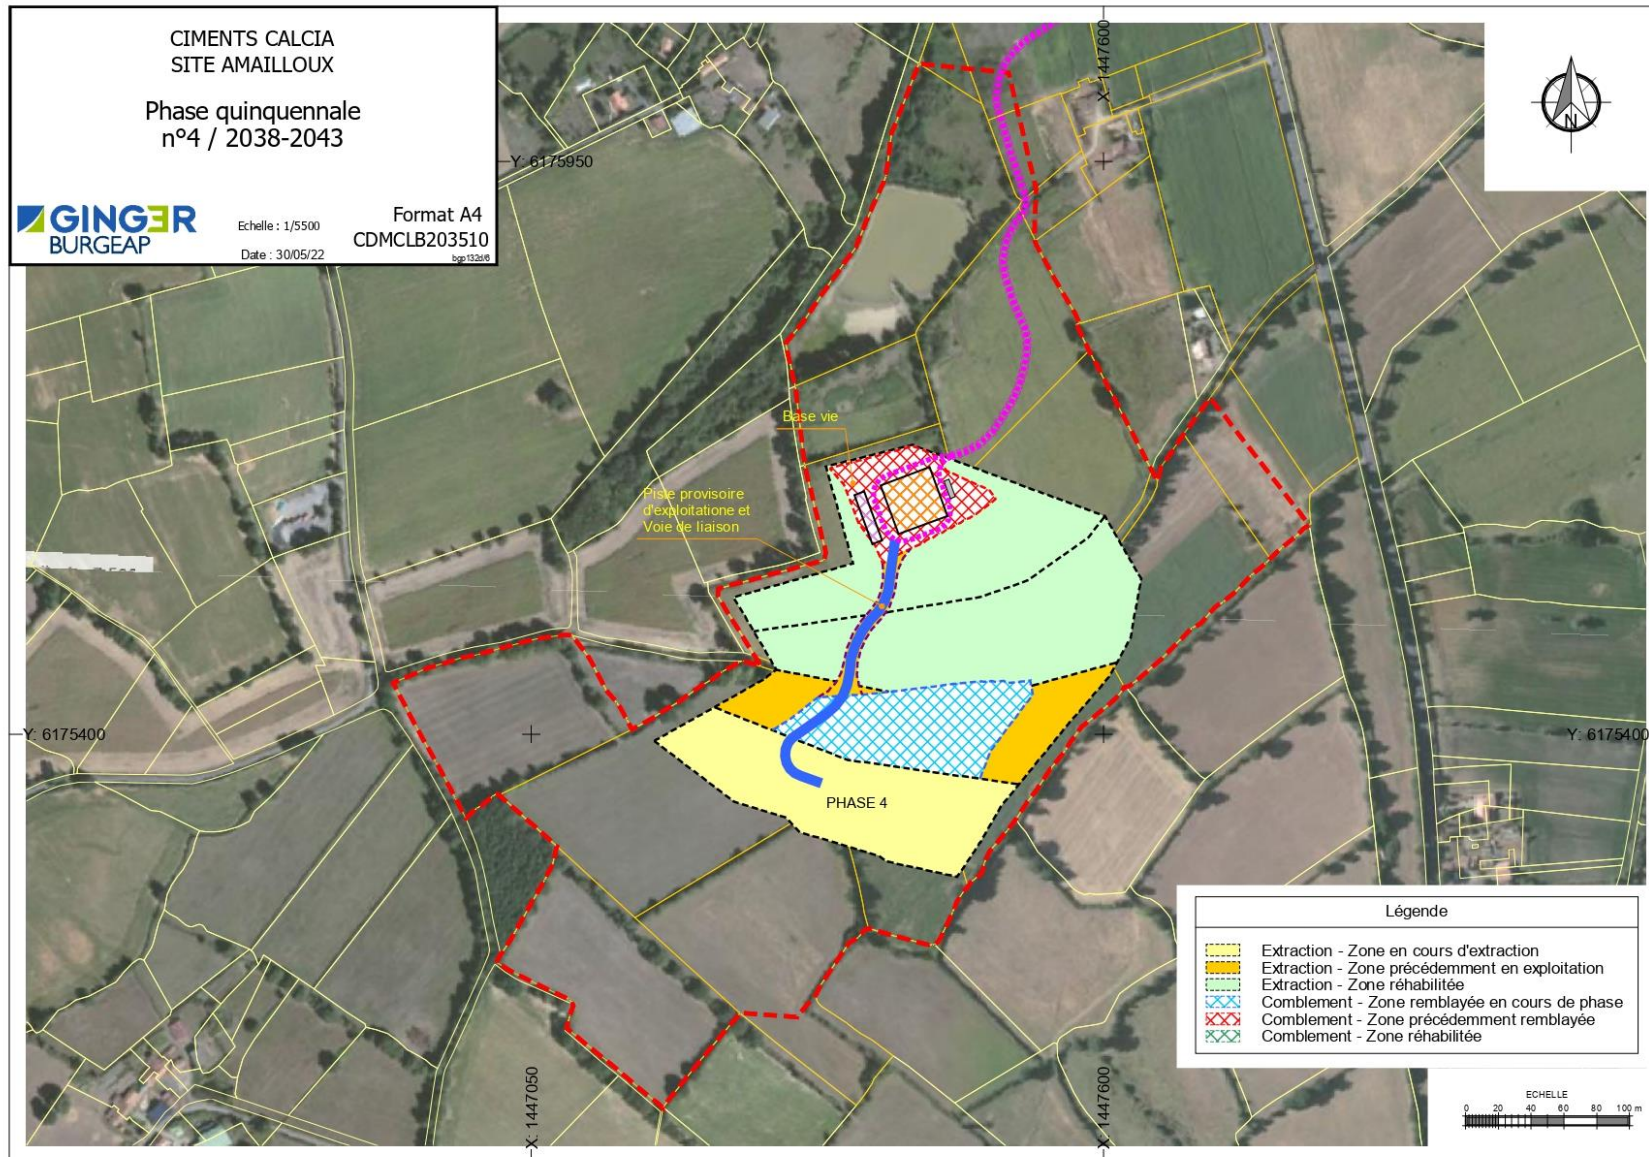 CIMENTS CALCIA
SITE AMAILLOUX
Phase quinquennale
n°4 / 2038-2043
GINGER
BURGEAP
Echelle : 1/5500
Date : 30/05/22
Format A4
CDMCLB203510
X: 1447600
N
Y: 6175950
Base vie
Piste provisoire
d'exploitatione et
Voie de liaison
Y: 6175400
Y: 6175400
PHASE 4
X: 1447050
X: 1447600
Légende
Extraction - Zone en cours d'extraction
Extraction - Zone précédemment en exploitation
Extraction - Zone réhabilitée
Comblement - Zone remblayée en cours de phase
Comblement - Zone précédemment remblayée
Comblement - Zone réhabilitée
ECHELLE
0 20 40 60 80 100 m